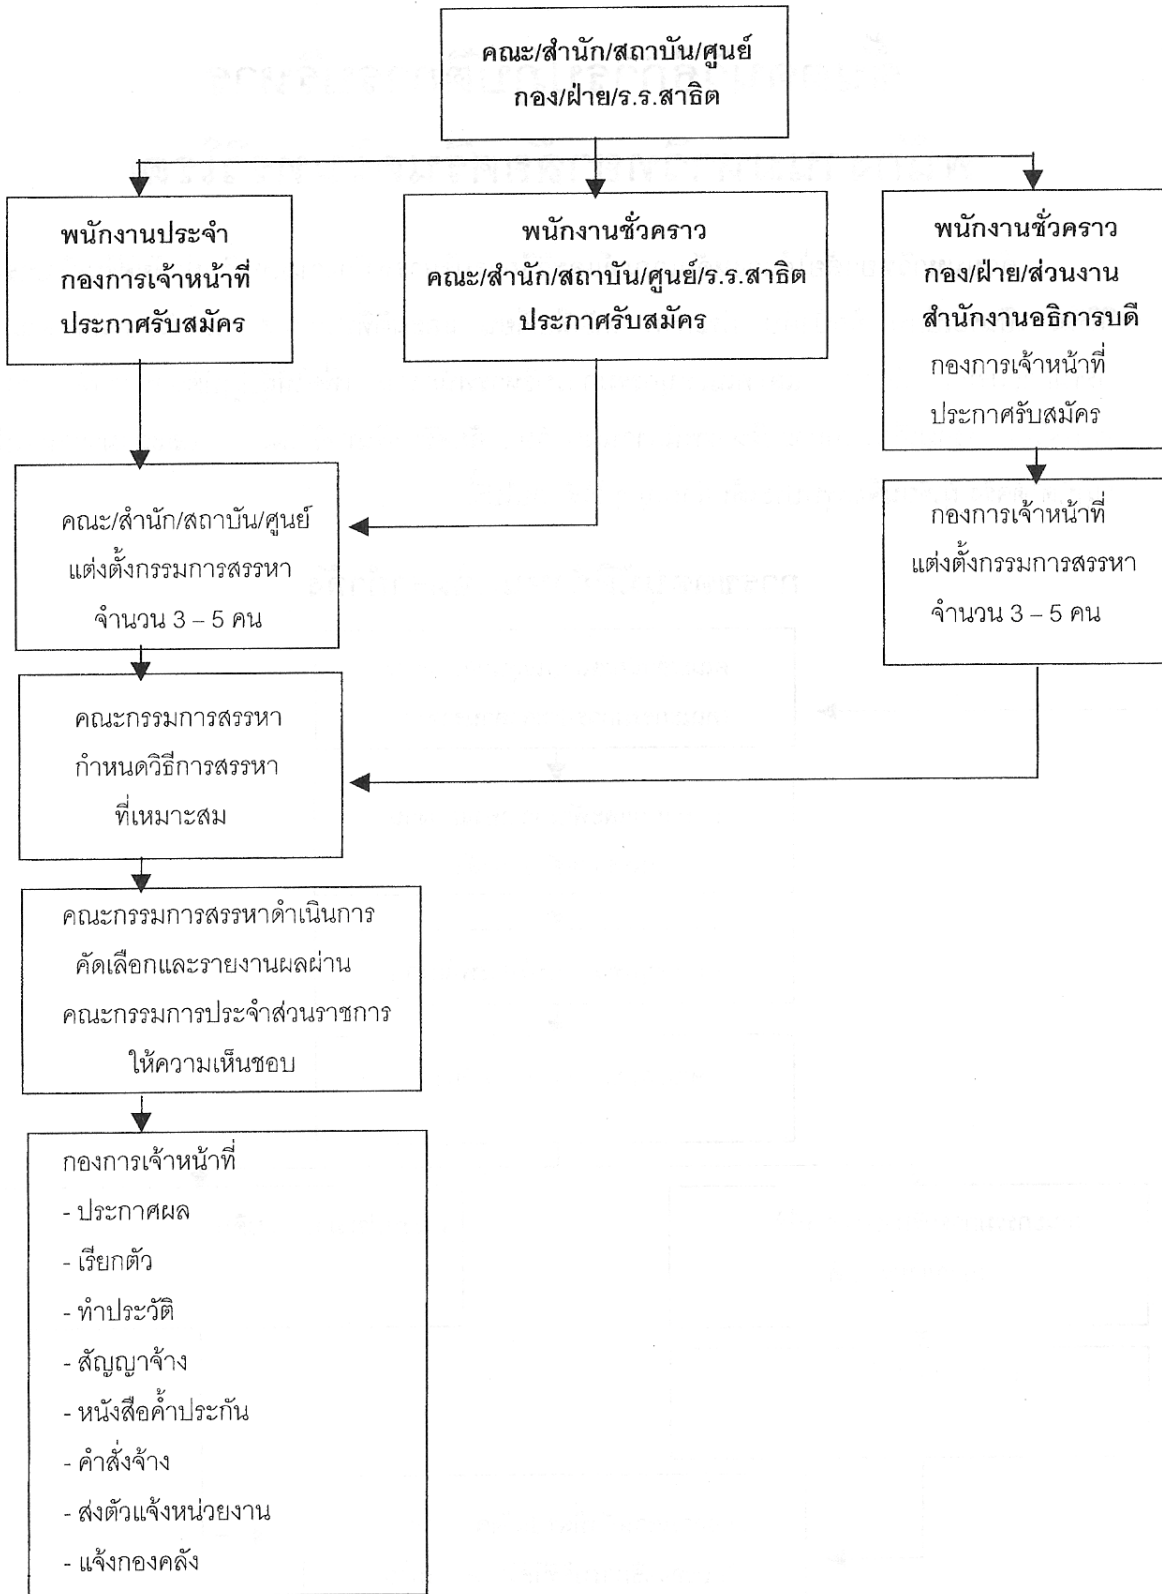 คณะ/สำนัก/สถาบัน/ศูนย์
กอง/ฝ่าย/ร.ร.สาธิต
พนักงานประจำ
กองการเจ้าหน้าที่
ประกาศรับสมัคร
พนักงานชั่วคราว
คณะ/สำนัก/สถาบัน/ศูนย์/ร.ร.สาธิต
ประกาศรับสมัคร
พนักงานชั่วคราว
กอง/ฝ่าย/ส่วนงาน
สำนักงานอธิการบดี
กองการเจ้าหน้าที่
ประกาศรับสมัคร
คณะ/สำนัก/สถาบัน/ศูนย์
แต่งตั้งกรรมการสรรหา
จำนวน 3 – 5 คน
กองการเจ้าหน้าที่
แต่งตั้งกรรมการสรรหา
จำนวน 3 – 5 คน
คณะกรรมการสรรหา
กำหนดวิธีการสรรหา
ที่เหมาะสม
คณะกรรมการสรรหาดำเนินการ
คัดเลือกและรายงานผลผ่าน
คณะกรรมการประจำส่วนราชการ
ให้ความเห็นชอบ
กองการเจ้าหน้าที่
- ประกาศผล
- เรียกตัว
- ทำประวัติ
- สัญญาจ้าง
- หนังสือค้ำประกัน
- คำสั่งจ้าง
- ส่งตัวแจ้งหน่วยงาน
- แจ้งกองคลัง